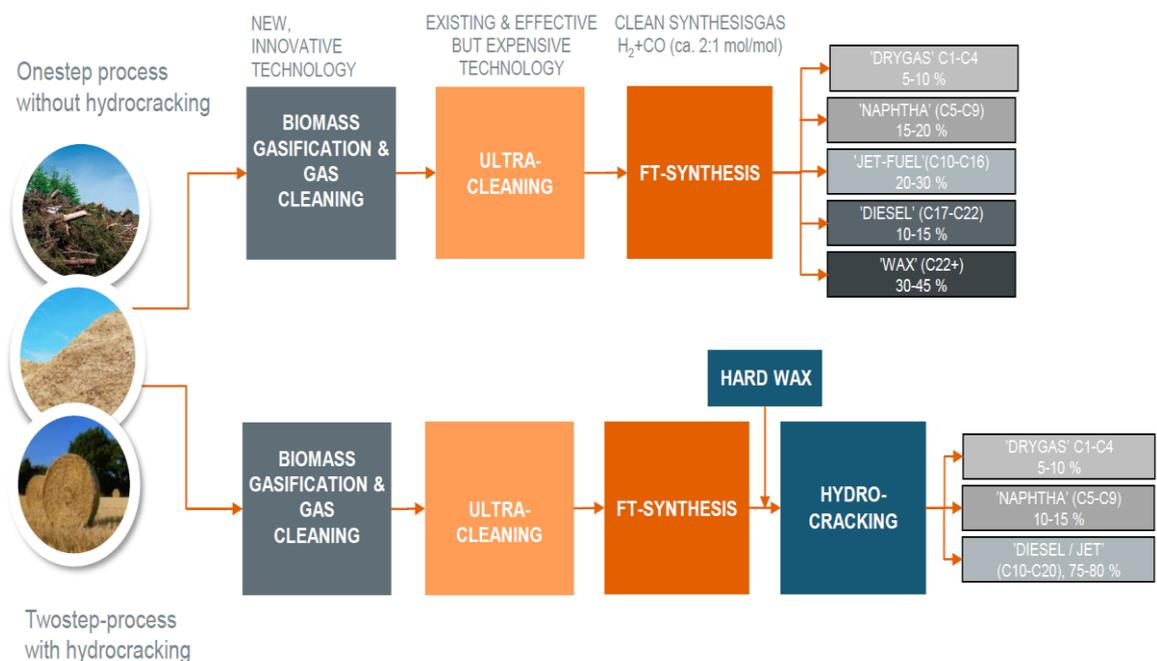 NEW,
INNOVATIVE
TECHNOLOGY
EXISTING & EFFECTIVE
BUT EXPENSIVE
TECHNOLOGY
CLEAN SYNTHESISGAS
H₂+CO (ca. 2:1 mol/mol)
Onestep process
without hydrocracking
BIOMASS
GASIFICATION &
GAS
CLEANING
ULTRA-
CLEANING
FT-SYNTHESIS
'DRYGAS' C1-C4
5-10 %
'NAPHTHA' (C5-C9)
15-20 %
'JET-FUEL'(C10-C16)
20-30 %
'DIESEL' (C17-C22)
10-15 %
'WAX' (C22+)
30-45 %
HARD WAX
BIOMASS
GASIFICATION &
GAS
CLEANING
ULTRA-
CLEANING
FT-SYNTHESIS
HYDRO-
CRACKING
'DRYGAS' C1-C4
5-10 %
'NAPHTHA' (C5-C9)
10-15 %
'DIESEL / JET'
(C10-C20), 75-80 %
Twostep-process
with hydrocracking